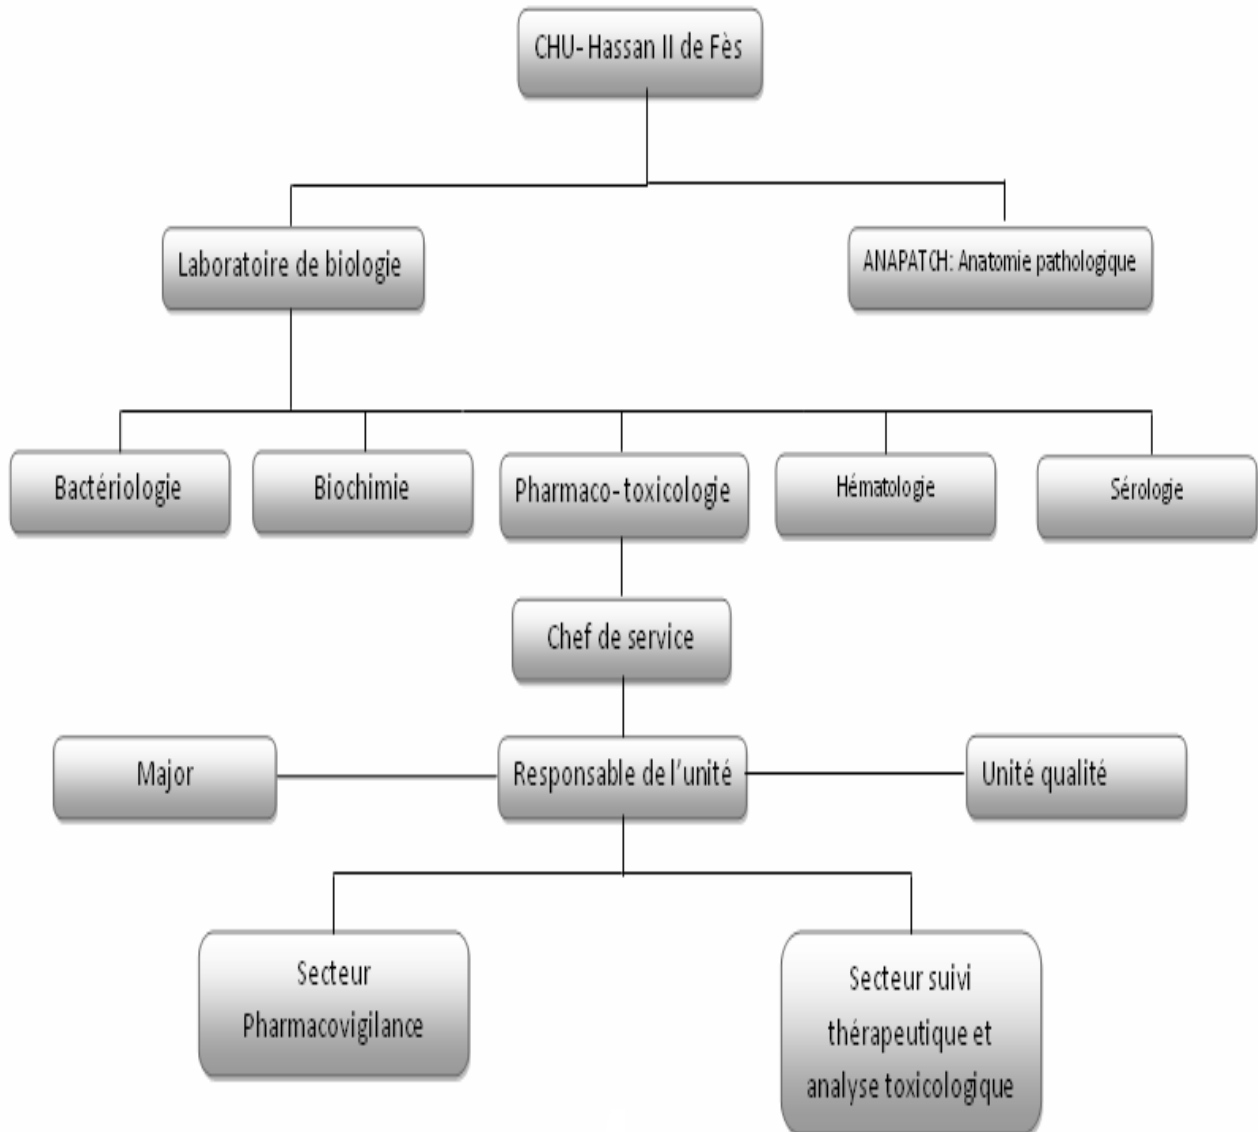 CHU- Hassan II de Fès
Laboratoire de biologie
ANAPATCH: Anatomie pathologique
Bactériologie
Biochimie
Pharmaco- toxicologie
Hématologie
Sérologie
Chef de service
Major
Responsable de l'unité
Unité qualité
Secteur
Pharmacovigilance
Secteur suivi
thérapeutique et
analyse toxicologique